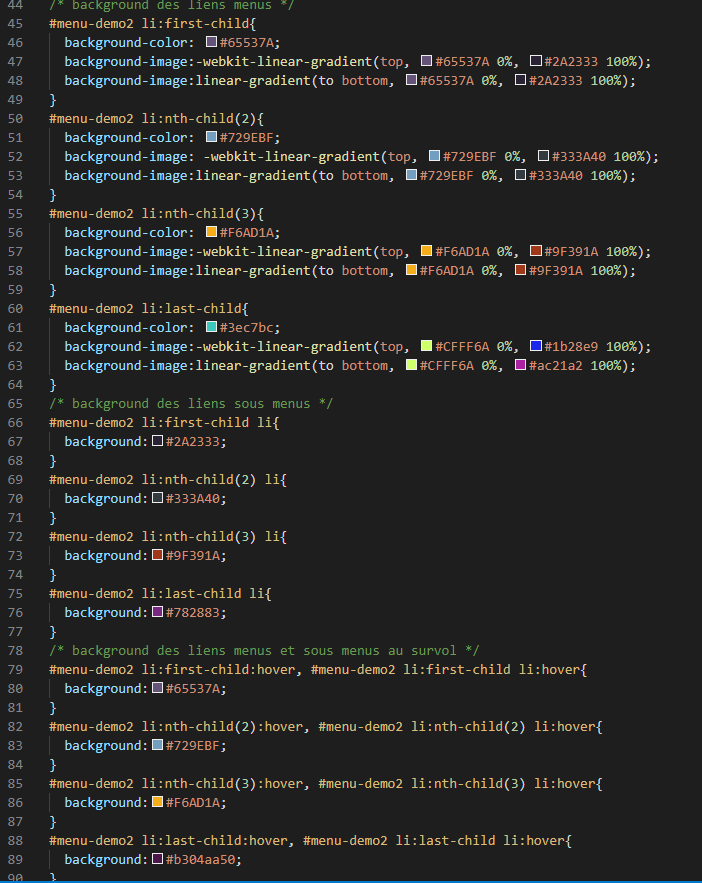 44 /* background des liens menus */
45 #menu-demo2 li:first-child{
46 background-color: #65537A;
47 background-image:-webkit-linear-gradient(top, #65537A 0%, #2A2333 100%);
48 background-image:linear-gradient(to bottom, #65537A 0%, #2A2333 100%);
49 }
50 #menu-demo2 li:nth-child(2){
51 background-color: #729EBF;
52 background-image: -webkit-linear-gradient(top, #729EBF 0%, #333A40 100%);
53 background-image:linear-gradient(to bottom, #729EBF 0%, #333A40 100%);
54 }
55 #menu-demo2 li:nth-child(3){
56 background-color: #F6AD1A;
57 background-image:-webkit-linear-gradient(top, #F6AD1A 0%, #9F391A 100%);
58 background-image:linear-gradient(to bottom, #F6AD1A 0%, #9F391A 100%);
59 }
60 #menu-demo2 li:last-child{
61 background-color: #3ec7bc;
62 background-image:-webkit-linear-gradient(top, #CFFF6A 0%, #1b28e9 100%);
63 background-image:linear-gradient(to bottom, #CFFF6A 0%, #ac21a2 100%);
64 }
65 /* background des liens sous menus */
66 #menu-demo2 li:first-child li{
67 background:#2A2333;
68 }
69 #menu-demo2 li:nth-child(2) li{
70 background:#333A40;
71 }
72 #menu-demo2 li:nth-child(3) li{
73 background:#9F391A;
74 }
75 #menu-demo2 li:last-child li{
76 background:#782883;
77 }
78 /* background des liens menus et sous menus au survol */
79 #menu-demo2 li:first-child:hover, #menu-demo2 li:first-child li:hover{
80 background:#65537A;
81 }
82 #menu-demo2 li:nth-child(2):hover, #menu-demo2 li:nth-child(2) li:hover{
83 background:#729EBF;
84 }
85 #menu-demo2 li:nth-child(3):hover, #menu-demo2 li:nth-child(3) li:hover{
86 background:#F6AD1A;
87 }
88 #menu-demo2 li:last-child:hover, #menu-demo2 li:last-child li:hover{
89 background:#b304aa50;
90 }